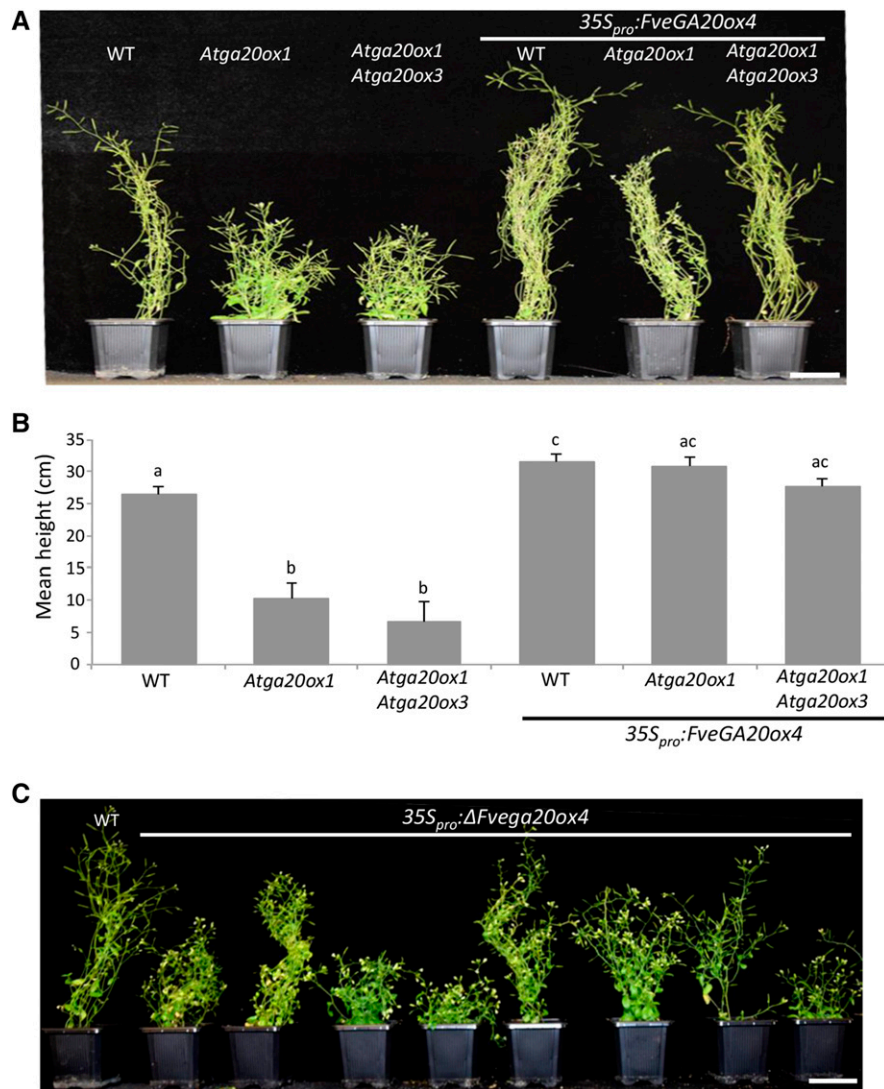 A
35Spro:FveGA20ox4
WT
Atga20ox1
Atga20ox1
Atga20ox3
WT
Atga20ox1
Atga20ox1
Atga20ox3
B
Mean height (cm)
35
30
25
20
15
10
5
0
a
b
b
c
ac
ac
WT
Atga20ox1
Atga20ox1
Atga20ox3
WT
Atga20ox1
Atga20ox1
Atga20ox3
35Spro:FveGA20ox4
C
WT
35Spro:ΔFvega20ox4